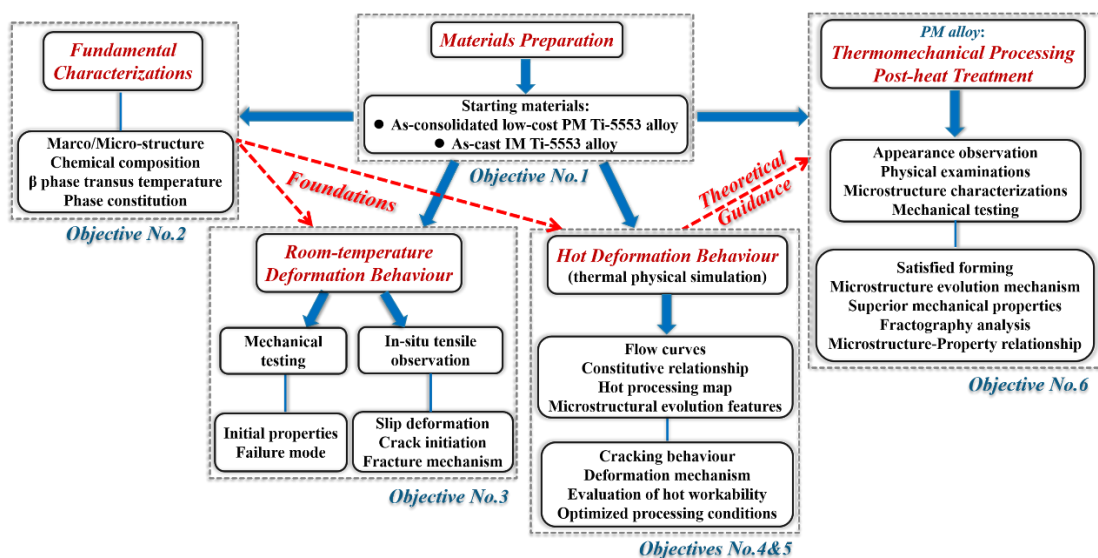 Fundamental
Characterizations
Marco/Micro-structure
Chemical composition
β phase transus temperature
Phase constitution
Objective No.2
Materials Preparation
Starting materials:
● As-consolidated low-cost PM Ti-5553 alloy
● As-cast IM Ti-5553 alloy
Objective No.1
PM alloy:
Thermomechanical Processing
Post-heat Treatment
Appearance observation
Physical examinations
Microstructure characterizations
Mechanical testing
Satisfied forming
Microstructure evolution mechanism
Superior mechanical properties
Fractography analysis
Microstructure-Property relationship
Objective No.6
Foundations
Theoretical
Guidance
Room-temperature
Deformation Behaviour
Mechanical
testing
In-situ tensile
observation
Initial properties
Failure mode
Slip deformation
Crack initiation
Fracture mechanism
Objective No.3
Hot Deformation Behaviour
(thermal physical simulation)
Flow curves
Constitutive relationship
Hot processing map
Microstructural evolution features
Cracking behaviour
Deformation mechanism
Evaluation of hot workability
Optimized processing conditions
Objectives No.4&5